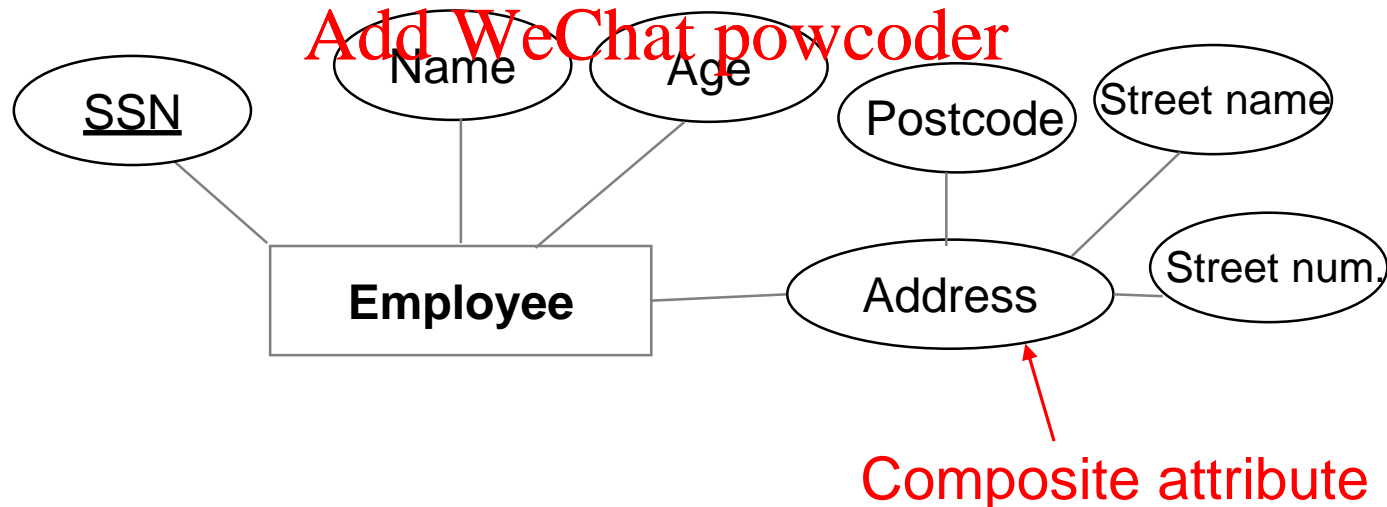 Add WeChat powcoder
SSN
Name
Age
Postcode
Street name
Employee
Address
Street num.
Composite attribute